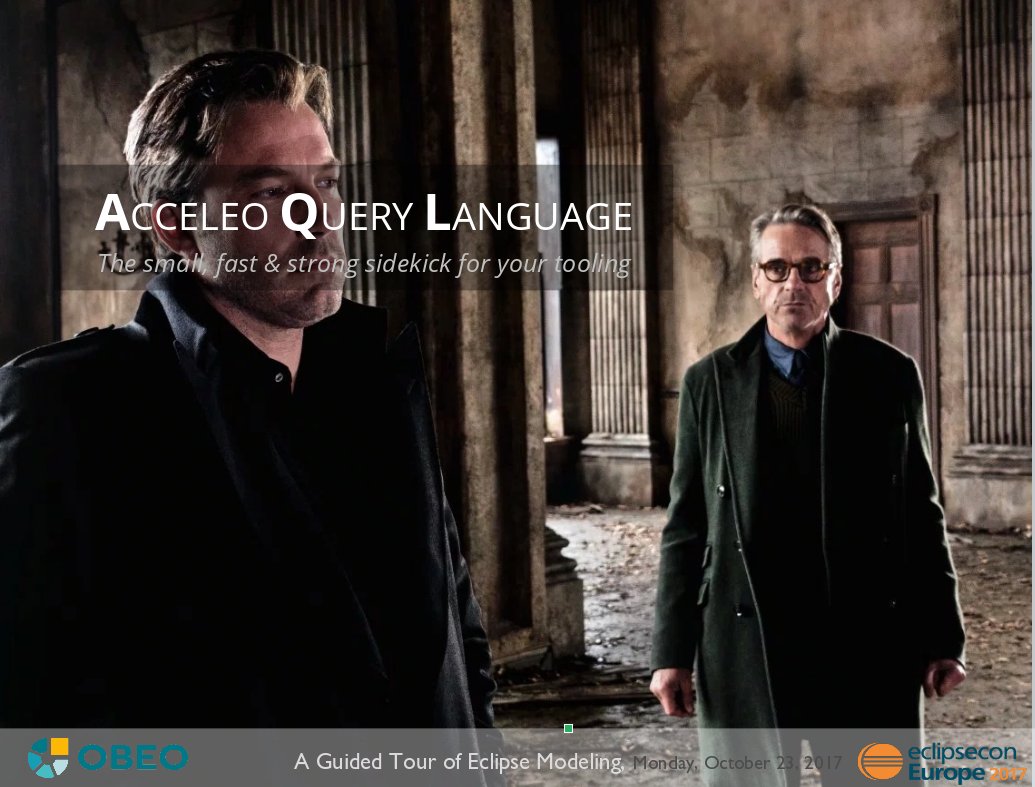 ACCELEO QUERY LANGUAGE
The small, fast & strong sidekick for your tooling
OBEO
A Guided Tour of Eclipse Modeling, Monday, October 23, 2017
eclipsecon
Europe 2017